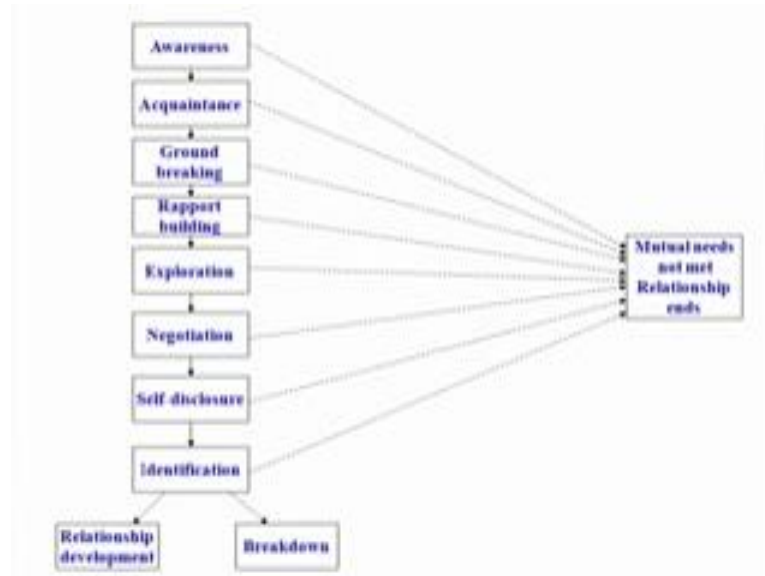 Awareness
Acquaintance
Ground
breaking
Rapport
building
Exploration
Negotiation
Self disclosure
Identification
Relationship
development
Breakdown
Mutual needs
not met
Relationship
ends